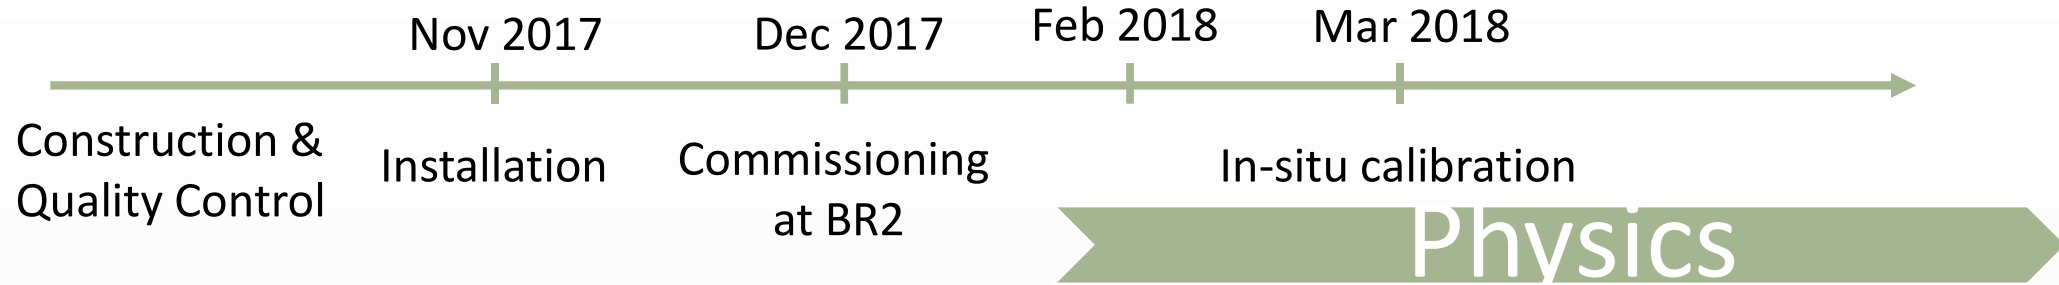 Nov 2017
Dec 2017
Feb 2018
Mar 2018
Construction &
Quality Control
Installation
Commissioning
at BR2
In-situ calibration
Physics